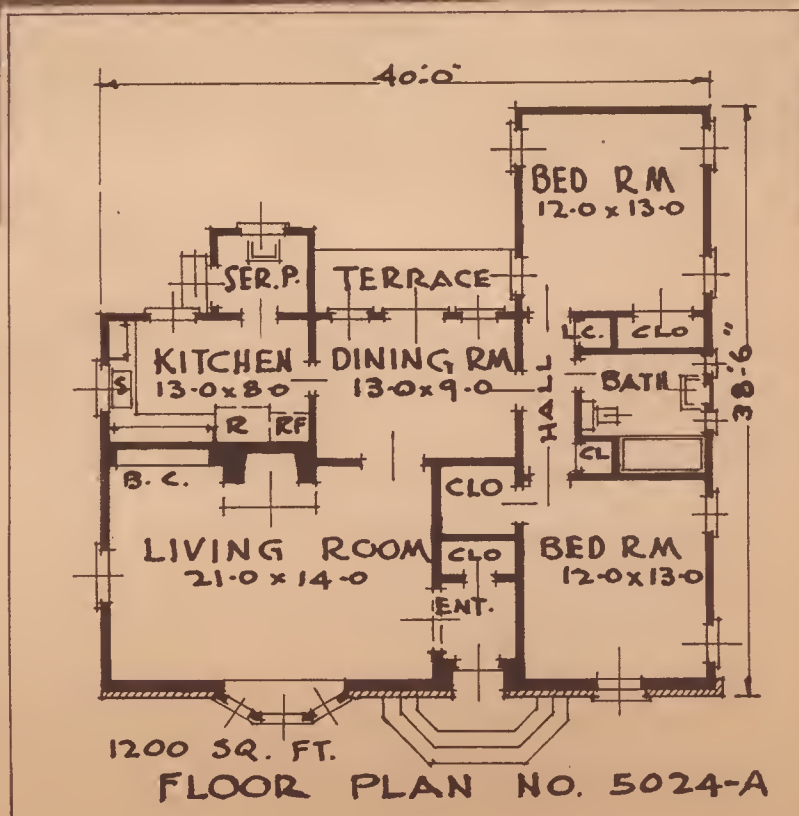 40'-0"
BED RM
12-0 x 13-0
SER. P.
TERRACE
L.C.
CLO
KITCHEN
13-0 x 8-0
DINING RM
13-0 x 9-0
HALL
BATH
38'-6"
S
R
RF
B. C.
CLO
CL
LIVING ROOM
21-0 x 14-0
CLO
BED RM
12-0 x 13-0
ENT.
1200 SQ. FT.
FLOOR PLAN NO. 5024-A